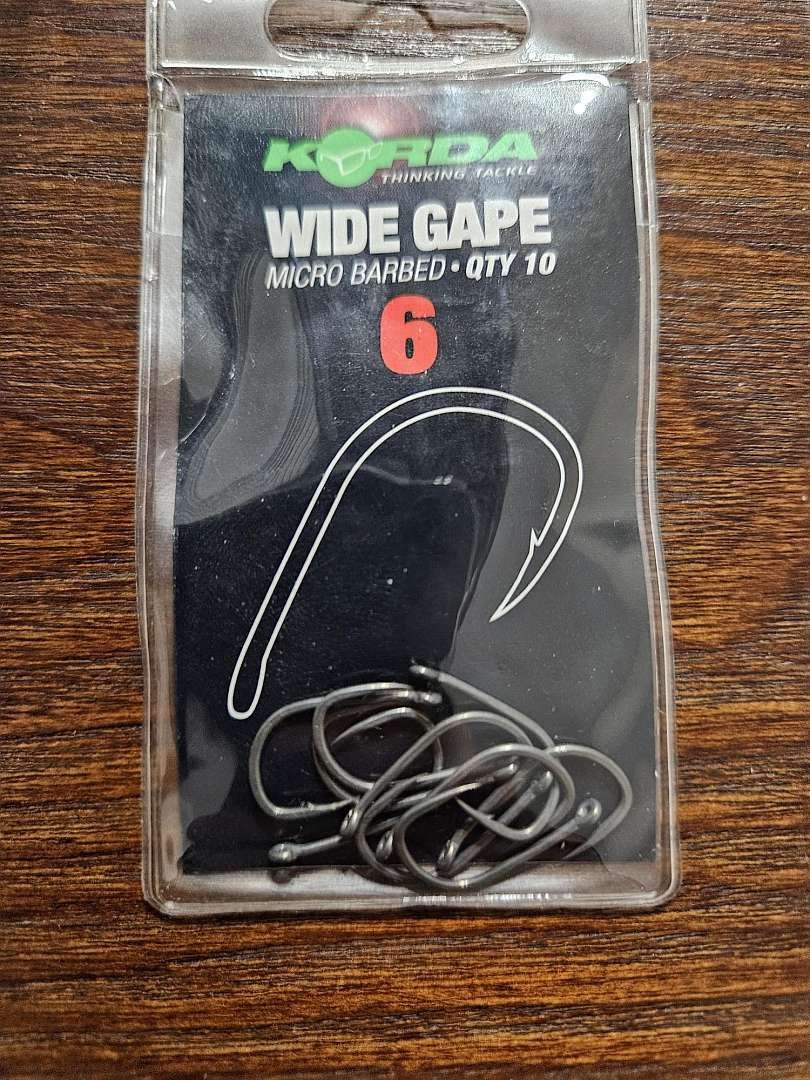 KORDA
THINKING TACKLE
WIDE GAPE
MICRO BARBED • QTY 10
6